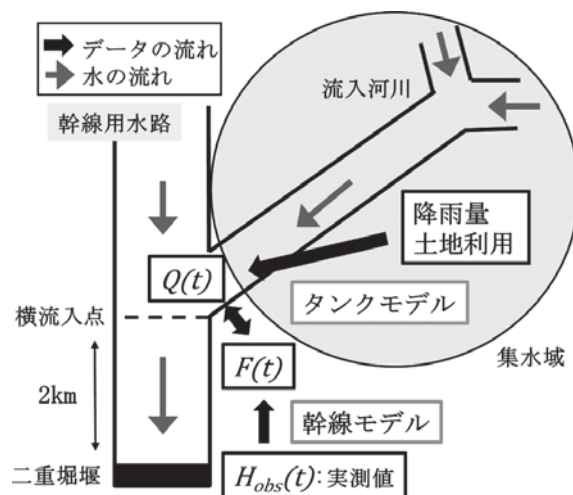 データの流れ
水の流れ
幹線用水路
流入河川
降雨量
土地利用
Q(t)
タンクモデル
横流入点
集水域
F(t)
2km
幹線モデル
二重堀堰
H_obs(t):実測値